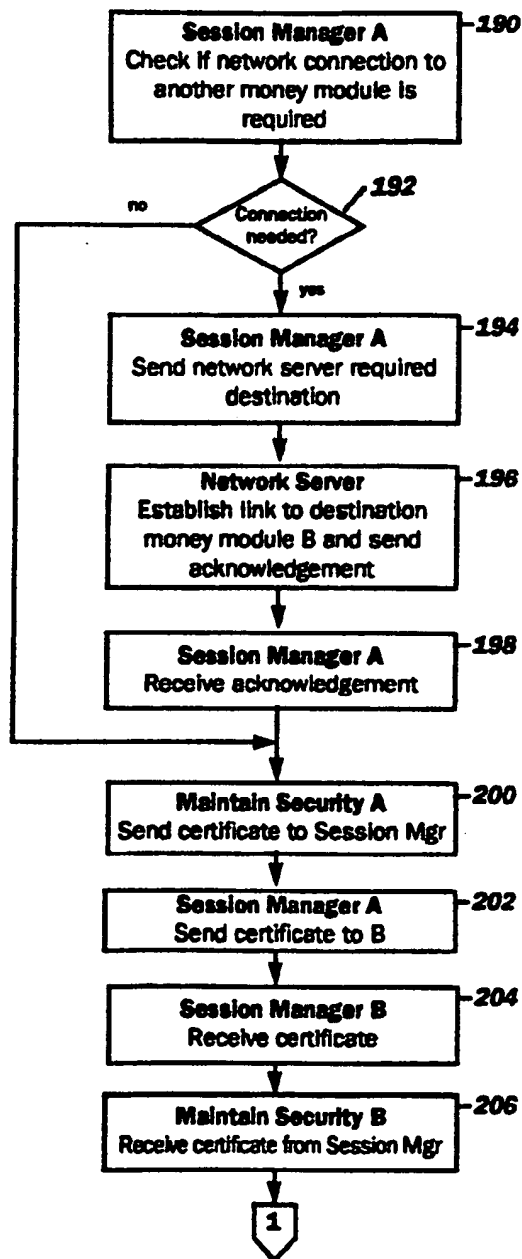 Session Manager A
190
Check if network connection to
another money module is
required
192
no
Connection
needed?
yes
Session Manager A
194
Send network server required
destination
Network Server
196
Establish link to destination
money module B and send
acknowledgement
Session Manager A
198
Receive acknowledgement
Maintain Security A
200
Send certificate to Session Mgr
Session Manager A
202
Send certificate to B
Session Manager B
204
Receive certificate
Maintain Security B
206
Receive certificate from Session Mgr
1